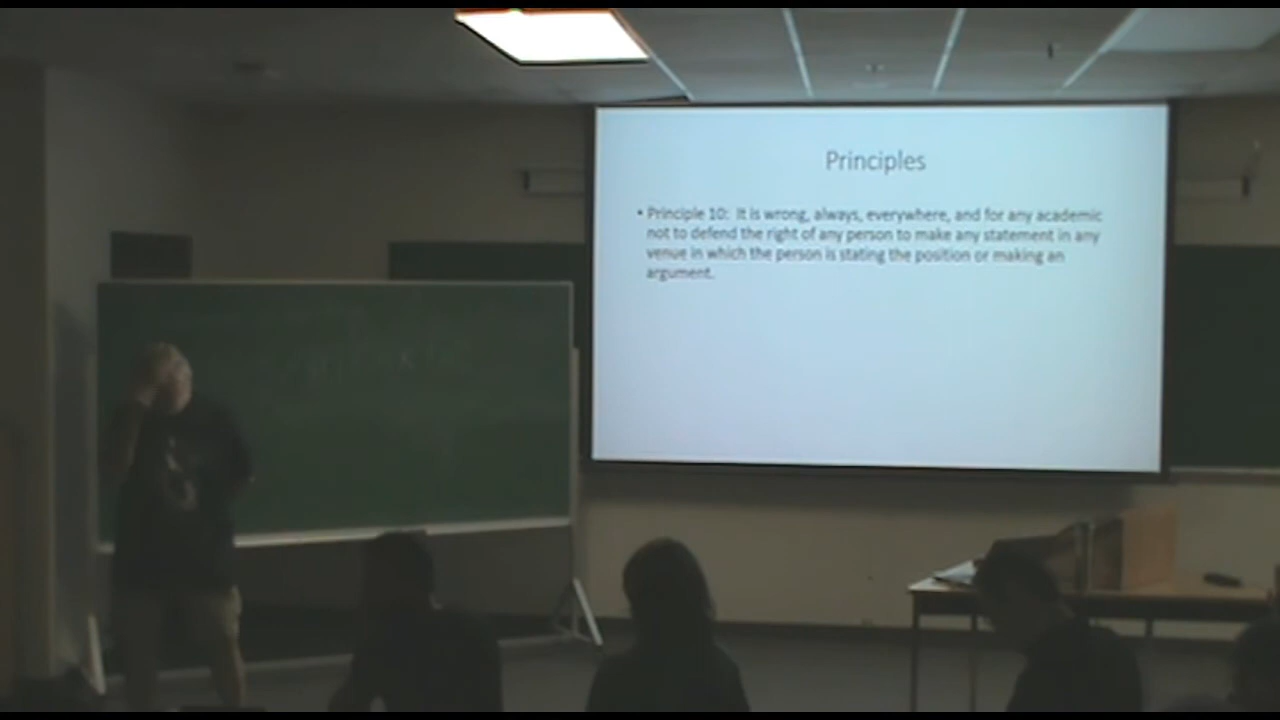 Principles
• Principle 10: It is wrong, always, everywhere, and for any academic
not to defend the right of any person to make any statement in any
venue in which the person is stating the position or making an
argument.